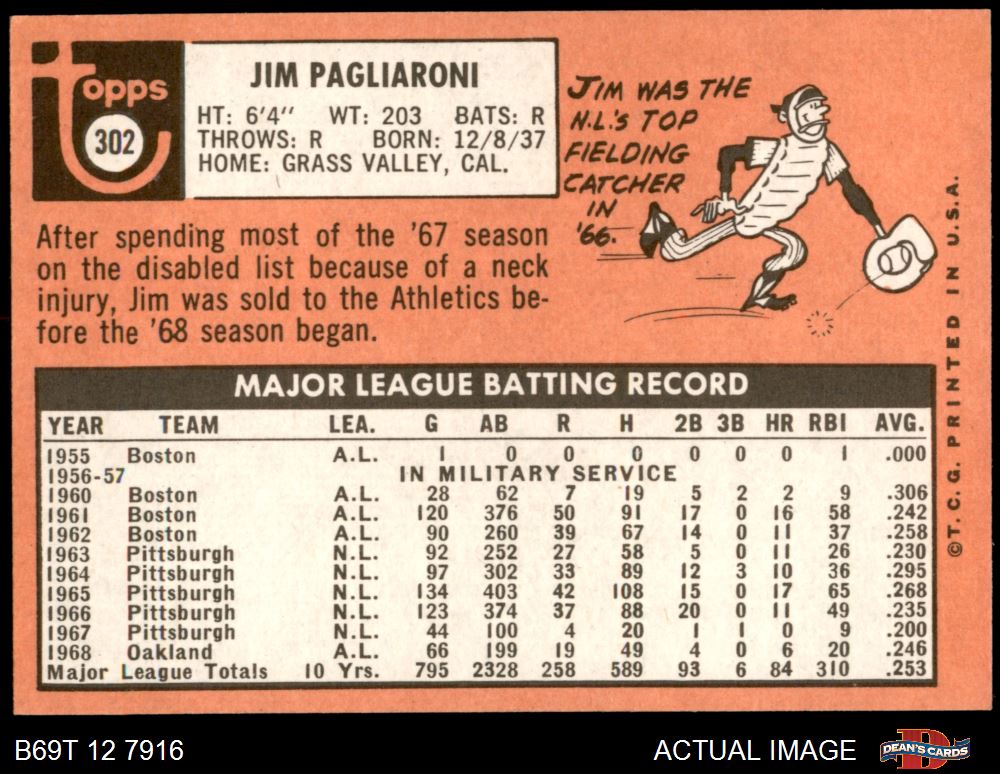 topps
302
JIM PAGLIARONI
HT: 6'4" WT: 203 BATS: R
THROWS: R BORN: 12/8/37
HOME: GRASS VALLEY, CAL.
JIM WAS THE
N.L.'S TOP
FIELDING
CATCHER
IN
'66.
After spending most of the '67 season
on the disabled list because of a neck
injury, Jim was sold to the Athletics be-
fore the '68 season began.
MAJOR LEAGUE BATTING RECORD
YEAR TEAM LEA. G AB R H 2B 3B HR RBI AVG.
1955 Boston A.L. 1 0 0 0 0 0 0 1 .000
1956-57 IN MILITARY SERVICE
1960 Boston A.L. 28 62 7 19 5 2 2 9 .306
1961 Boston A.L. 120 376 50 91 17 0 16 58 .242
1962 Boston A.L. 90 260 39 67 14 0 11 37 .258
1963 Pittsburgh N.L. 92 252 27 58 5 0 11 26 .230
1964 Pittsburgh N.L. 97 302 33 89 12 3 10 36 .295
1965 Pittsburgh N.L. 134 403 42 108 15 0 17 65 .268
1966 Pittsburgh N.L. 123 374 37 88 20 0 11 49 .235
1967 Pittsburgh N.L. 44 100 4 20 1 1 0 9 .200
1968 Oakland A.L. 66 199 19 49 4 0 6 20 .246
Major League Totals 10 Yrs. 795 2328 258 589 93 6 84 310 .253
©T.C.G. PRINTED IN U.S.A.
B69T 12 7916
ACTUAL IMAGE
D
DEAN'S CARDS